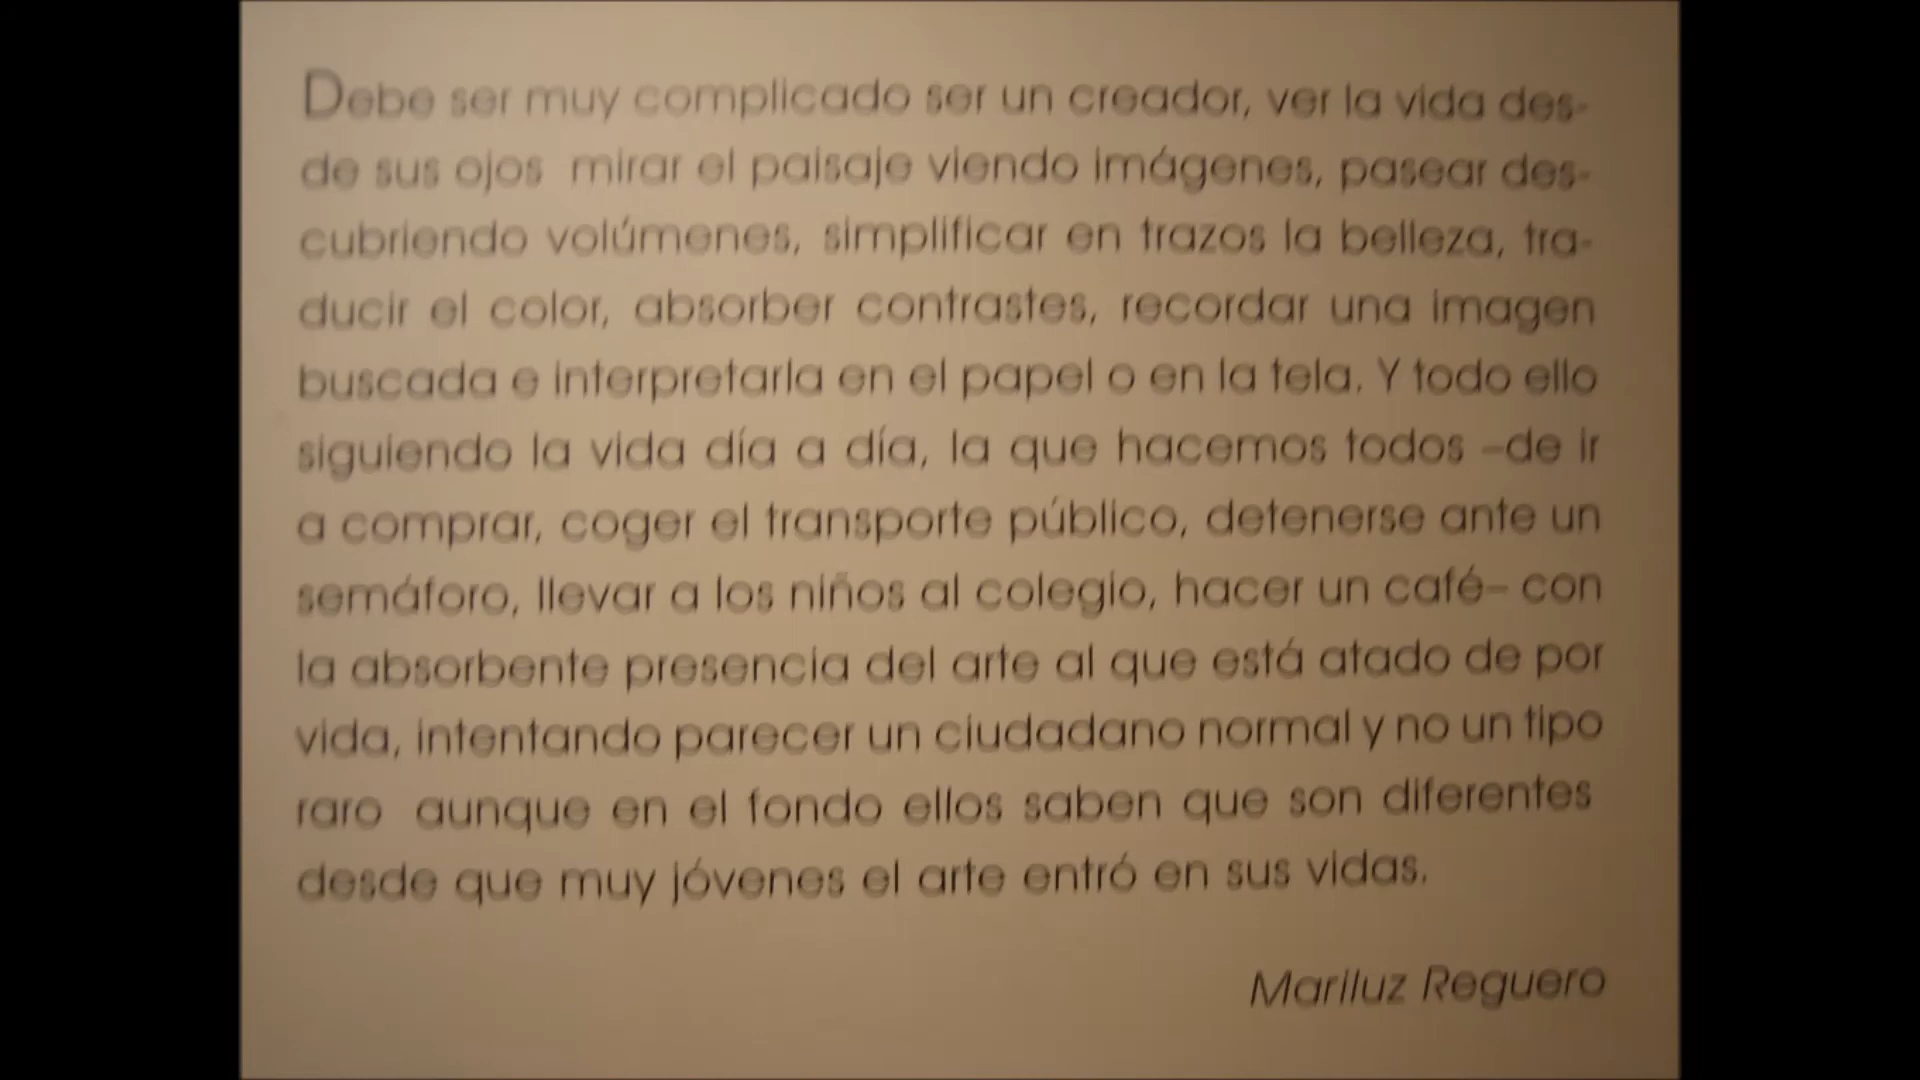 Debe ser muy complicado ser un creador, ver la vida des-
de sus ojos mirar el paisaje viendo imágenes, pasear des-
cubriendo volúmenes, simplificar en trazos la belleza, tra-
ducir el color, absorber contrastes, recordar una imagen
buscada e interpretarla en el papel o en la tela. Y todo ello
siguiendo la vida día a día, la que hacemos todos –de ir
a comprar, coger el transporte público, detenerse ante un
semáforo, llevar a los niños al colegio, hacer un café– con
la absorbente presencia del arte al que está atado de por
vida, intentando parecer un ciudadano normal y no un tipo
raro aunque en el fondo ellos saben que son diferentes
desde que muy jóvenes el arte entró en sus vidas.
Mariluz Reguero